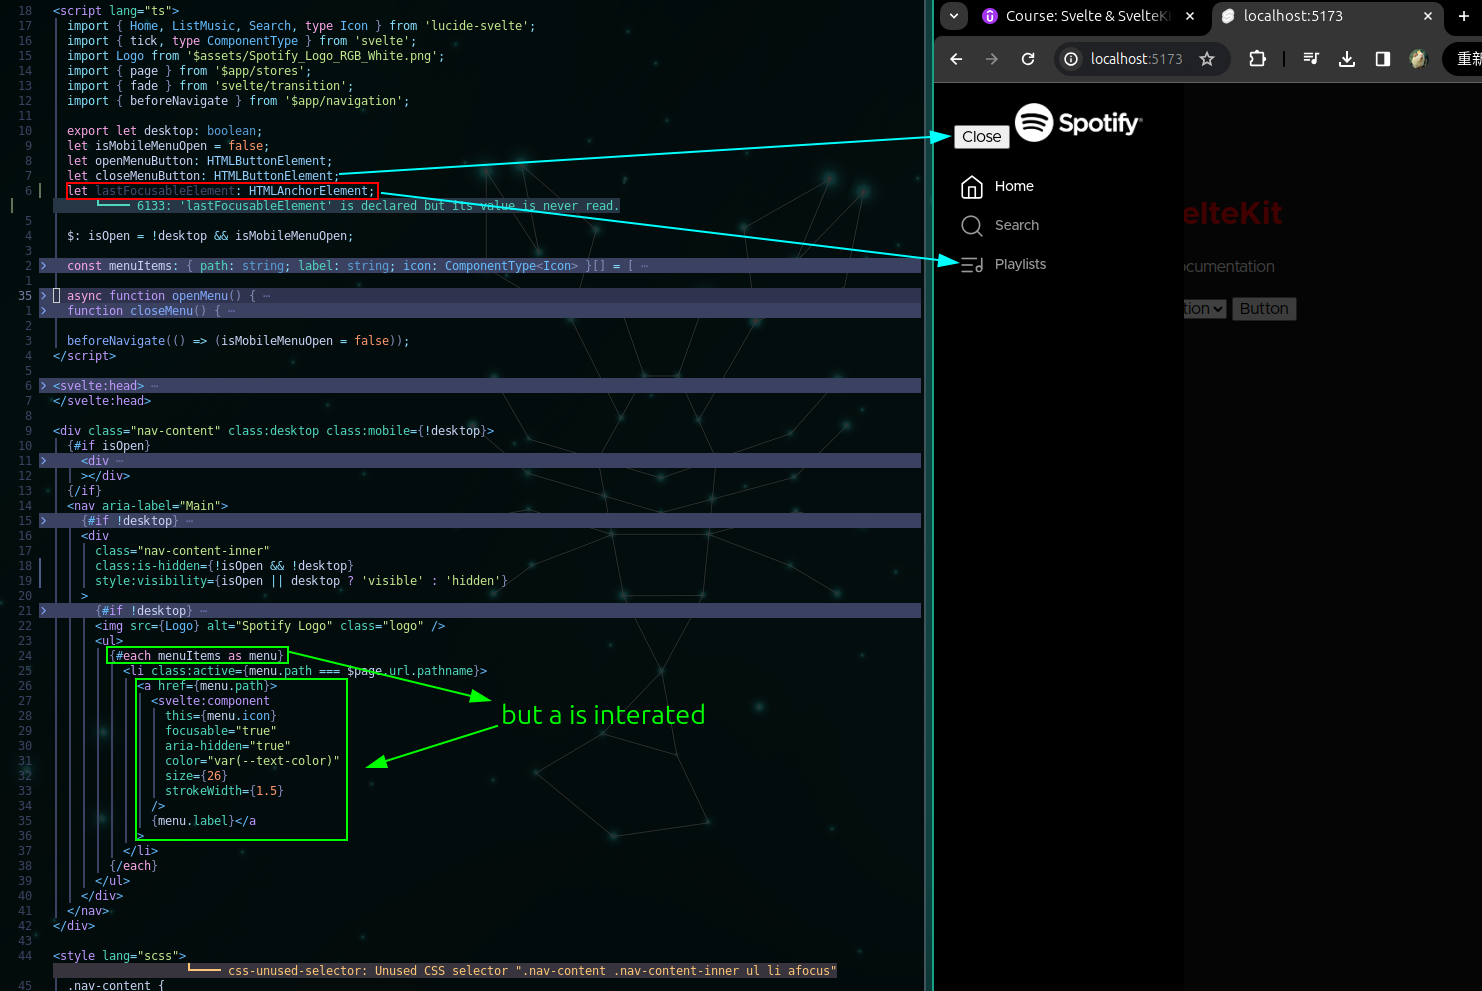 18 <script lang="ts">
17 import { Home, ListMusic, Search, type Icon } from 'lucide-svelte';
16 import { tick, type ComponentType } from 'svelte';
15 import Logo from '$assets/Spotify_Logo_RGB_White.png';
14 import { page } from '$app/stores';
13 import { fade } from 'svelte/transition';
12 import { beforeNavigate } from '$app/navigation';
11
10 export let desktop: boolean;
9 let isMobileMenuOpen = false;
8 let openMenuButton: HTMLButtonElement;
7 let closeMenuButton: HTMLButtonElement;
6 let lastFocusableElement: HTMLAnchorElement;
6133: 'lastFocusableElement' is declared but its value is never read.
5
4 $: isOpen = !desktop && isMobileMenuOpen;
3
2 const menuItems: { path: string; label: string; icon: ComponentType<Icon> }[] = [ ⋯
1
35 async function openMenu() { ⋯
1 function closeMenu() { ⋯
2
3 beforeNavigate(() => (isMobileMenuOpen = false));
4 </script>
5
6 <svelte:head> ⋯
7 </svelte:head>
8
9 <div class="nav-content" class:desktop class:mobile={!desktop}>
10 {#if isOpen}
11 <div ⋯
12 ></div>
13 {/if}
14 <nav aria-label="Main">
15 {#if !desktop} ⋯
16 <div
17 class="nav-content-inner"
18 class:is-hidden={!isOpen && !desktop}
19 style:visibility={isOpen || desktop ? 'visible' : 'hidden'}
20 >
21 {#if !desktop} ⋯
22 <img src={Logo} alt="Spotify Logo" class="logo" />
23 <ul>
24 {#each menuItems as menu}
25 <li class:active={menu.path === $page.url.pathname}>
26 <a href={menu.path}>
27 <svelte:component
28 this={menu.icon}
29 focusable="true"
30 aria-hidden="true"
31 color="var(--text-color)"
32 size={26}
33 strokeWidth={1.5}
34 />
35 {menu.label}</a
36 >
37 </li>
38 {/each}
39 </ul>
40 </div>
41 </nav>
42 </div>
43
44 <style lang="scss">
css-unused-selector: Unused CSS selector ".nav-content .nav-content-inner ul li afocus"
45 .nav-content {
but a is interated
Course: Svelte & SvelteKi
localhost:5173
localhost:5173
重新
Spotify
Close
Home
Search
Playlists
elteKit
ocumentation
tion
Button